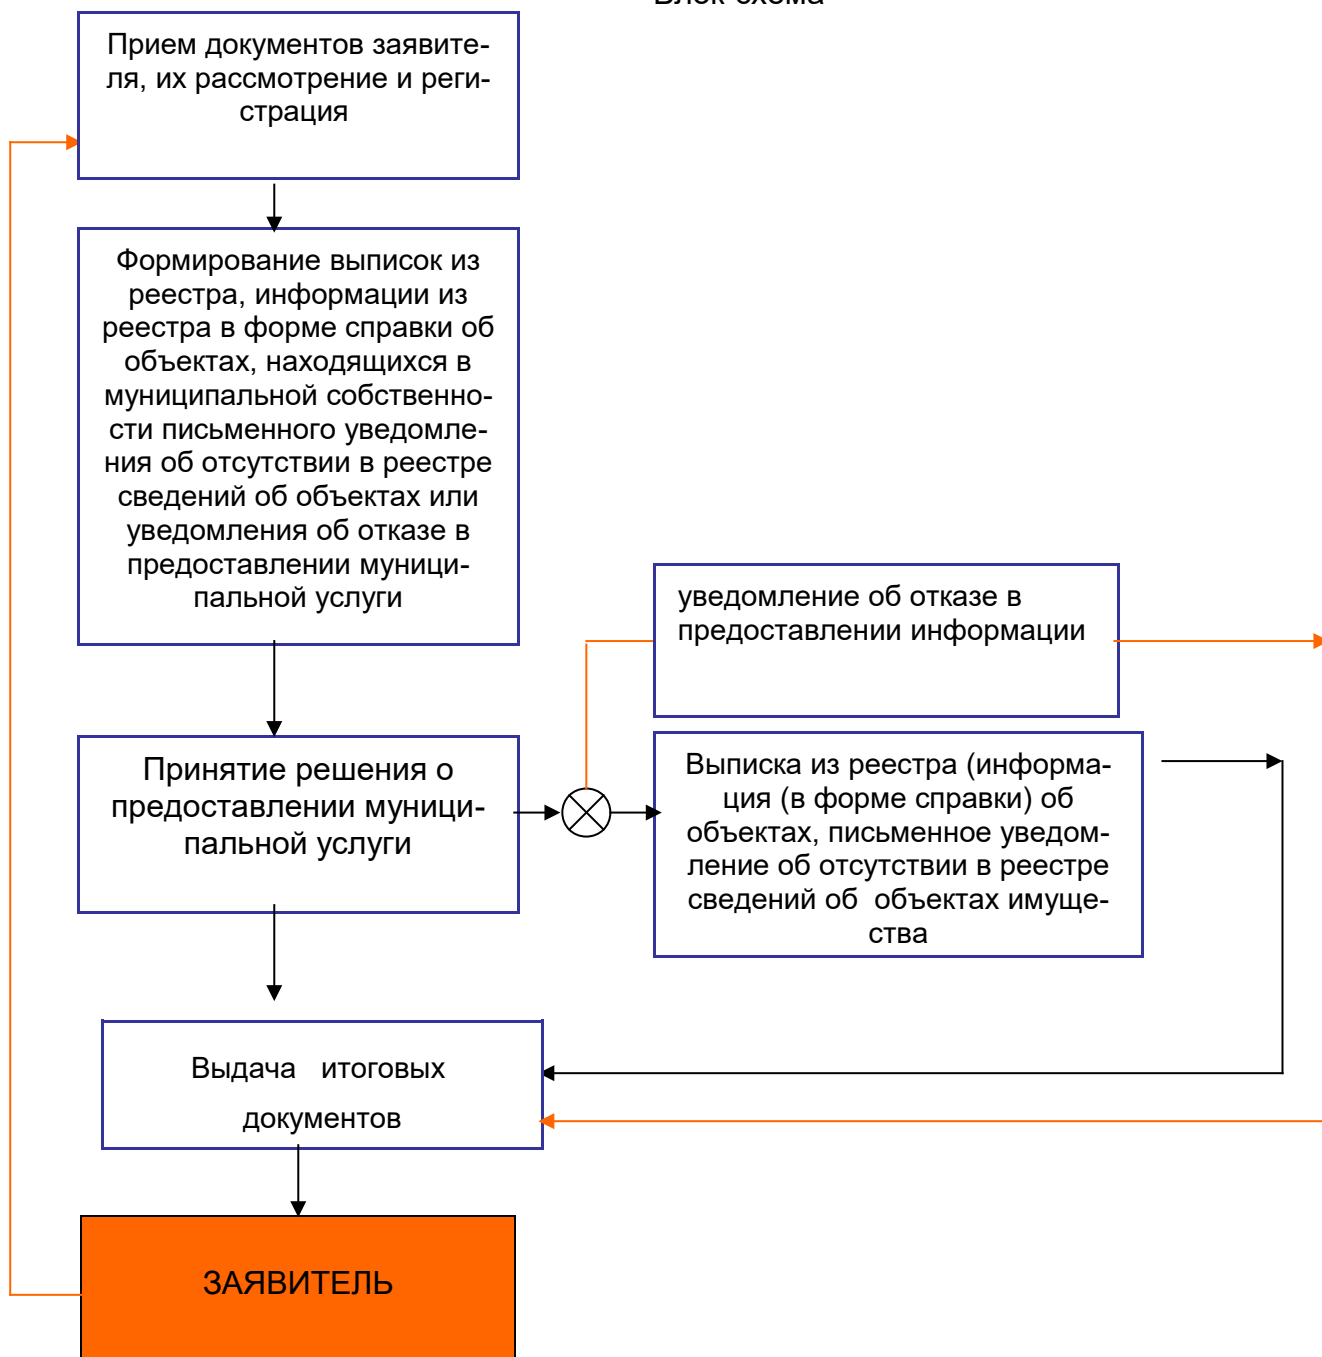 Блок-схема
Прием документов заявите-
ля, их рассмотрение и реги-
страция
Формирование выписок из
реестра, информации из
реестра в форме справки об
объектах, находящихся в
муниципальной собственно-
сти письменного уведомле-
ния об отсутствии в реестре
сведений об объектах или
уведомления об отказе в
предоставлении муници-
пальной услуги
уведомление об отказе в
предоставлении информации
Принятие решения о
предоставлении муници-
пальной услуги
Выписка из реестра (информа-
ция (в форме справки) об
объектах, письменное уведом-
ление об отсутствии в реестре
сведений об объектах имуще-
ства
Выдача итоговых
документов
ЗАЯВИТЕЛЬ